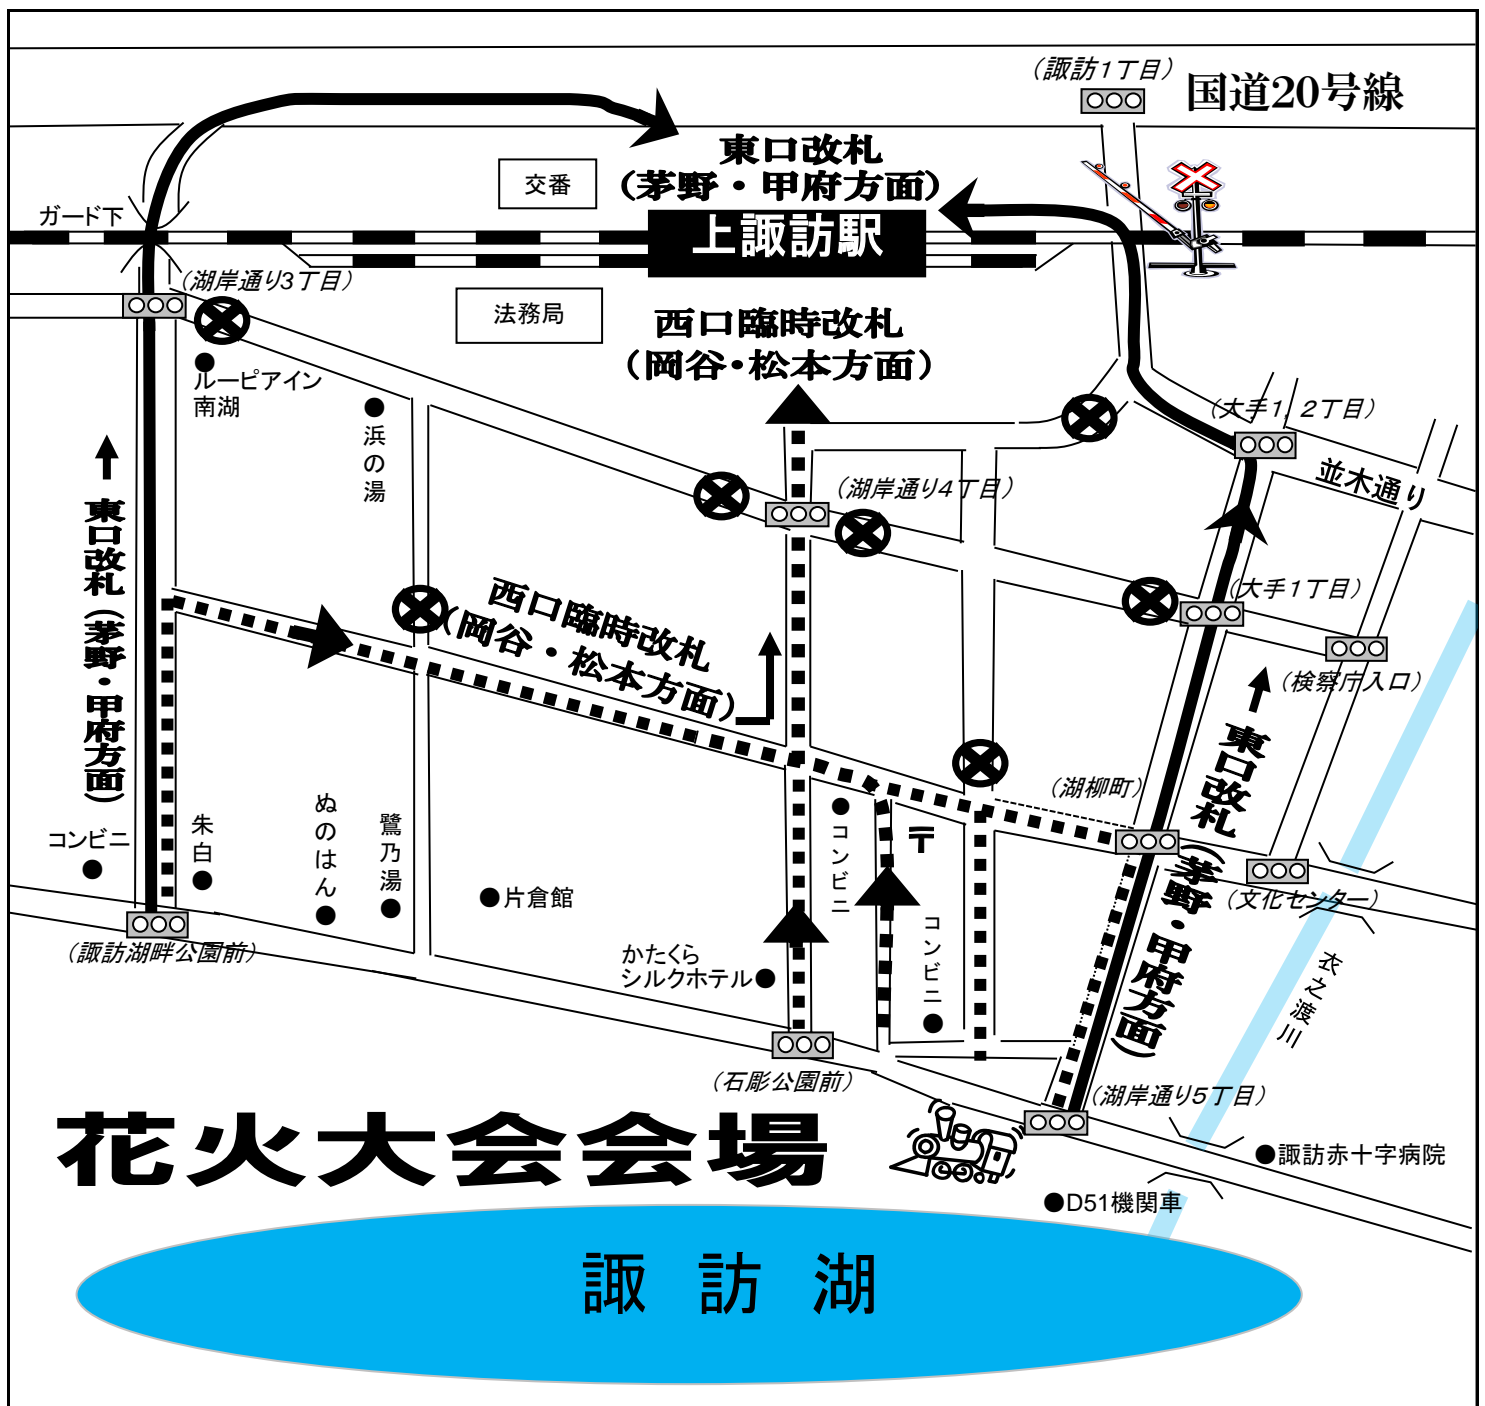 （諏訪１丁目）
国道20号線
東口改札
（茅野・甲府方面）
交番
ガード下
上諏訪駅
（湖岸通り3丁目）
法務局
西口臨時改札
（岡谷・松本方面）
ルーピアイン
南湖
浜の湯
（大手１，２丁目）
並木通り
（湖岸通り4丁目）
東口改札（茅野・甲府方面）
西口臨時改札
（岡谷・松本方面）
（大手１丁目）
（検察庁入口）
東口改札（茅野・甲府方面）
（湖柳町）
コンビニ
朱白
ぬのはん
鷺乃湯
片倉館
コンビニ
〒
コンビニ
（文化センター）
（諏訪湖畔公園前）
かたくら
シルクホテル
衣之渡川
（石彫公園前）
（湖岸通り５丁目）
花火大会会場
諏訪赤十字病院
D51機関車
諏訪湖